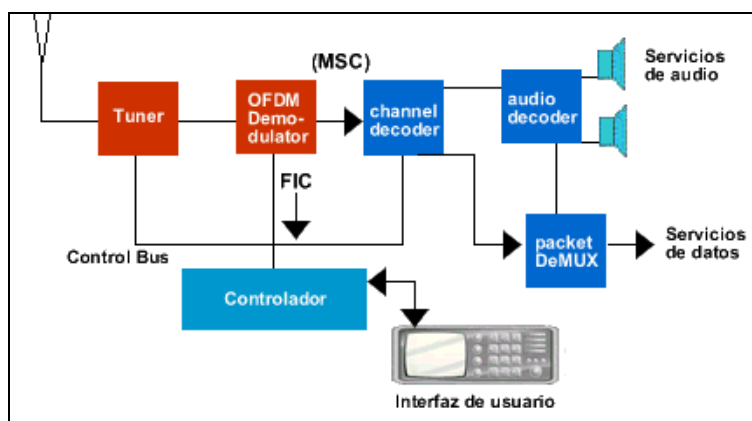 (MSC)
Servicios
de audio
Tuner
OFDM
Demo-
dulator
channel
decoder
audio
decoder
FIC
Control Bus
packet
DeMUX
Servicios
de datos
Controlador
Interfaz de usuario